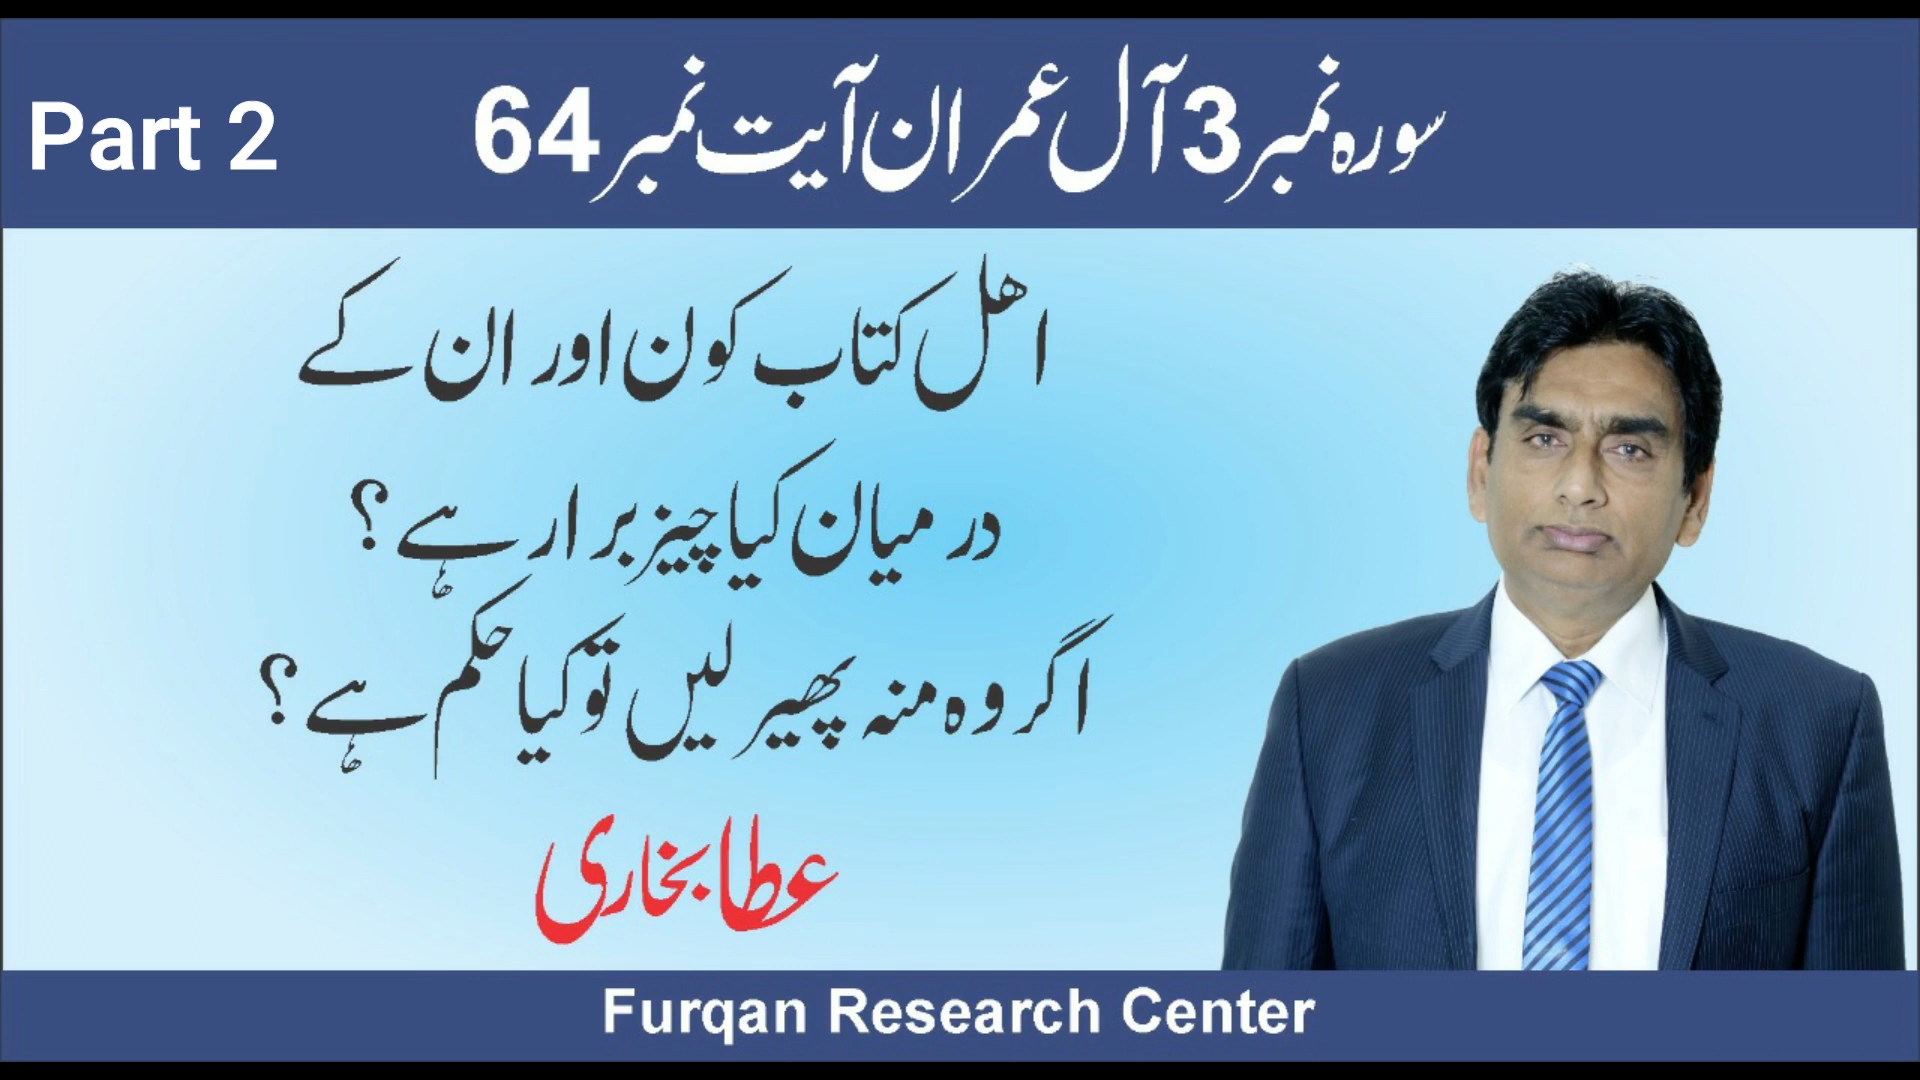 Part 2
سورہ نمبر 3 آل عمران آیت نمبر 64
اھل کتاب کون اور ان کے
درمیان کیا چیز برار ہے؟
اگر وہ منہ پھیر لیں تو کیا حکم ہے؟
عطا بخاری
Furqan Research Center